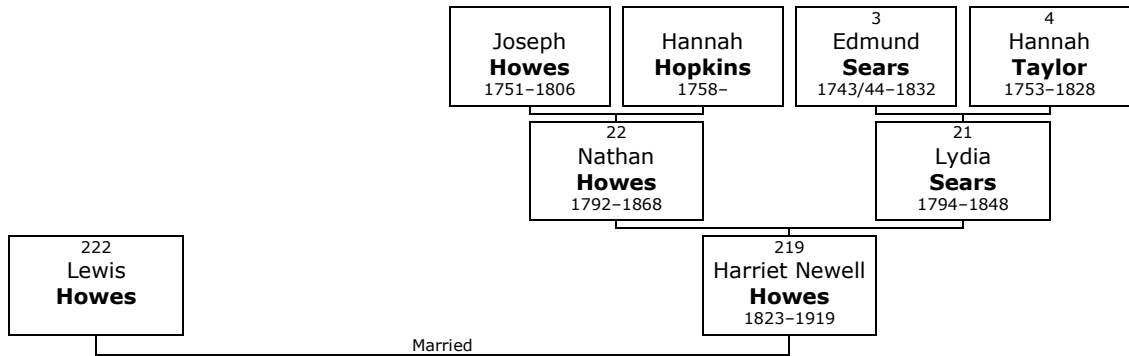 Joseph
Howes
1751–1806
Hannah
Hopkins
1758–
3
Edmund
Sears
1743/44–1832
4
Hannah
Taylor
1753–1828
22
Nathan
Howes
1792–1868
21
Lydia
Sears
1794–1848
222
Lewis
Howes
219
Harriet Newell
Howes
1823–1919
Married